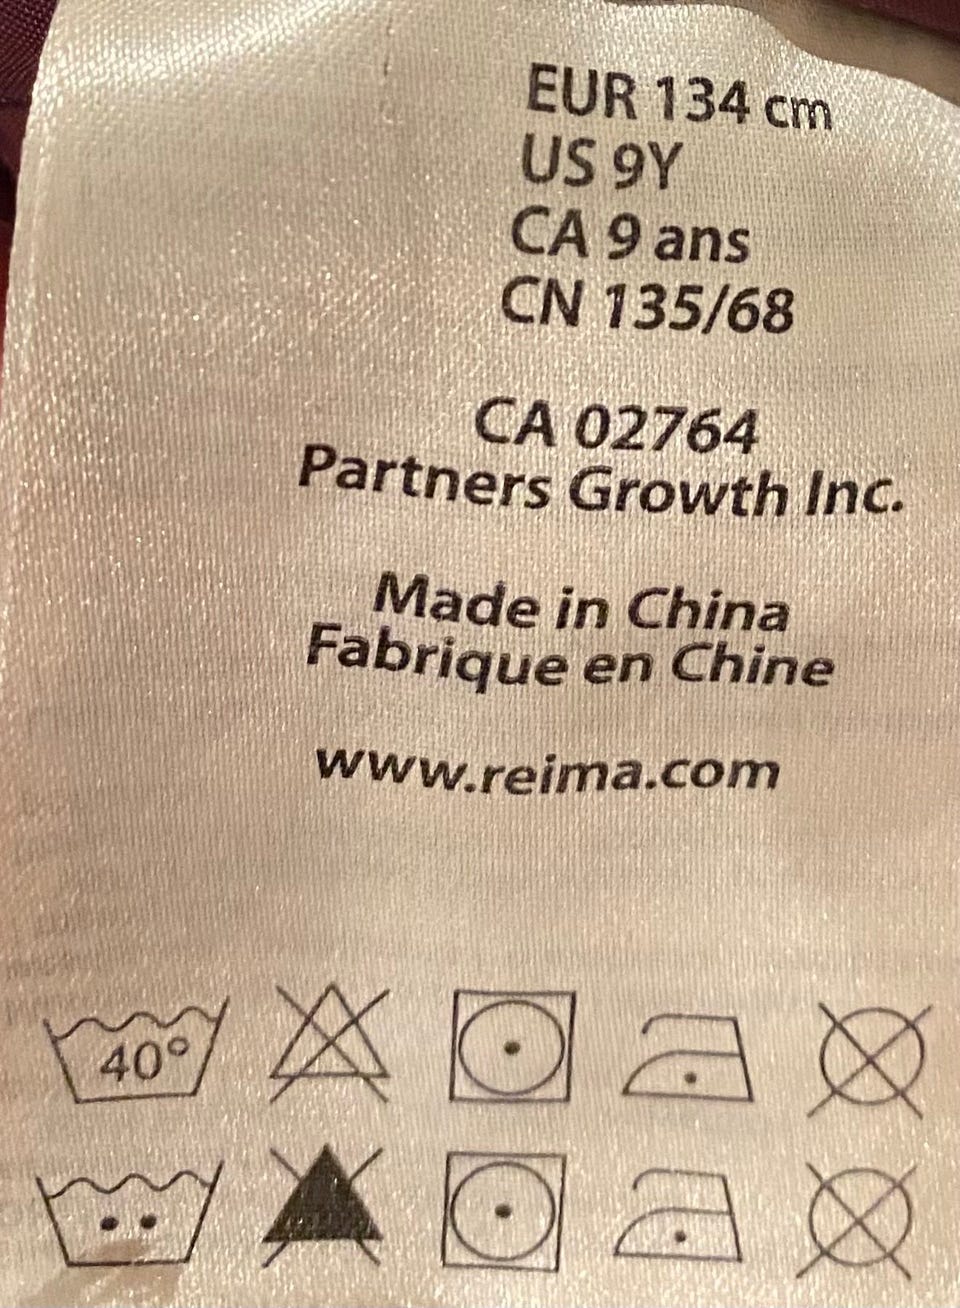 EUR 134 cm
US 9Y
CA 9 ans
CN 135/68
CA 02764
Partners Growth Inc.
Made in China
Fabrique en Chine
www.reima.com
40°